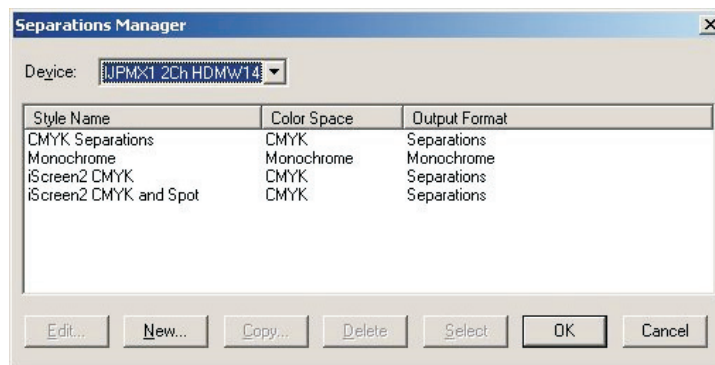 Separations Manager
Device: IJPMX1 2Ch HDMW14
Style Name Color Space Output Format
CMYK Separations CMYK Separations
Monochrome Monochrome Monochrome
iScreen2 CMYK CMYK Separations
iScreen2 CMYK and Spot CMYK Separations
Edit... New... Copy... Delete Select OK Cancel